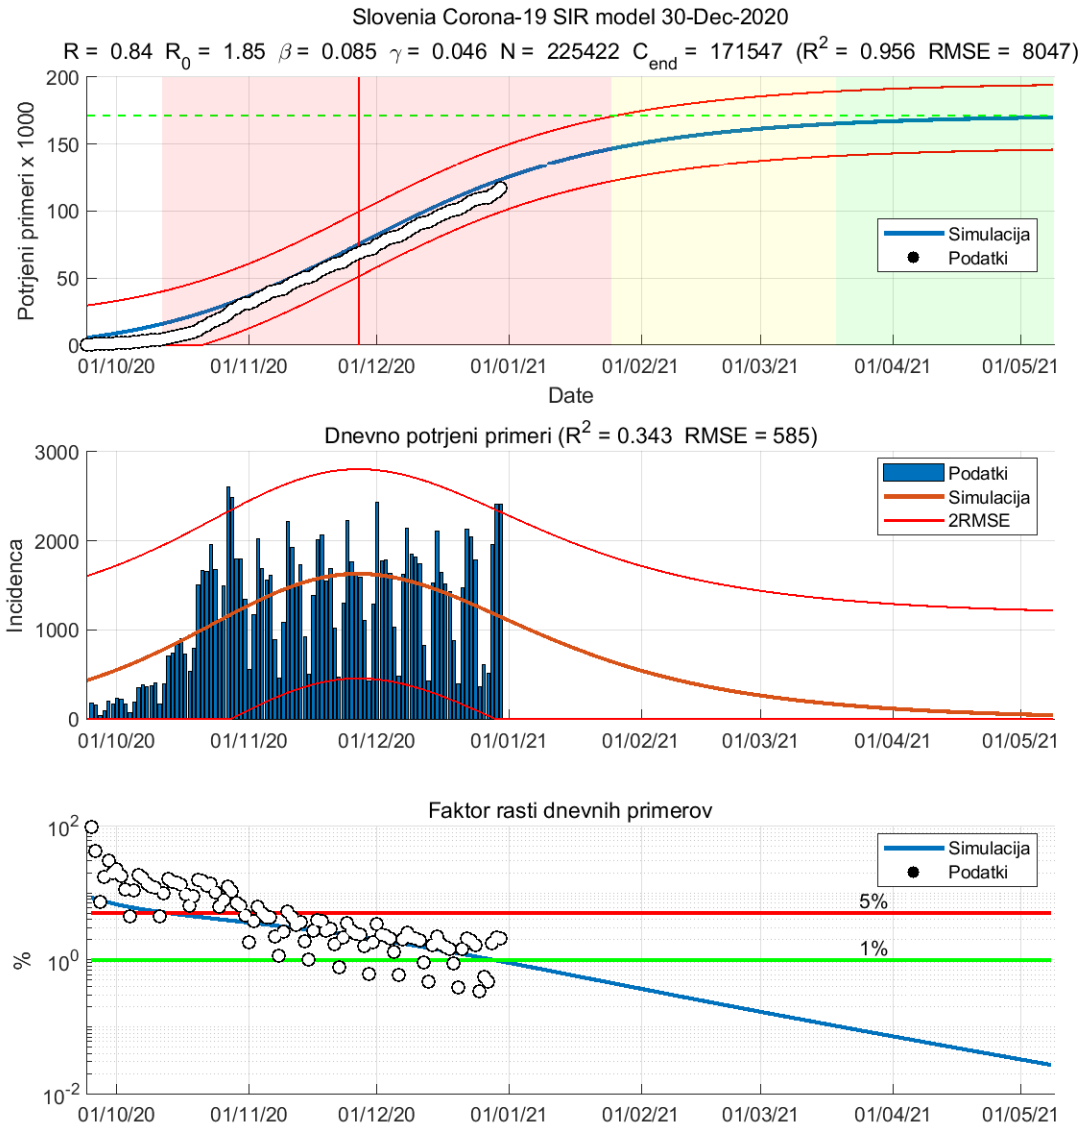 Slovenia Corona-19 SIR model 30-Dec-2020
R = 0.84 R0 = 1.85 β = 0.085 γ = 0.046 N = 225422 Cend = 171547 (R2 = 0.956 RMSE = 8047)
200
150
100
50
0
Potrjeni primeri x 1000
Simulacija
Podatki
01/10/20 01/11/20 01/12/20 01/01/21 01/02/21 01/03/21 01/04/21 01/05/21
Date
Dnevno potrjeni primeri (R2 = 0.343 RMSE = 585)
3000
2000
1000
0
Incidenca
Podatki
Simulacija
2RMSE
01/10/20 01/11/20 01/12/20 01/01/21 01/02/21 01/03/21 01/04/21 01/05/21
Faktor rasti dnevnih primerov
10^2
10^0
10^-2
%
Simulacija
Podatki
5%
1%
01/10/20 01/11/20 01/12/20 01/01/21 01/02/21 01/03/21 01/04/21 01/05/21